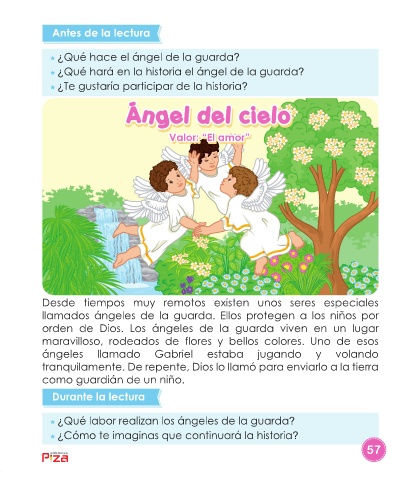 Antes de la lectura
¿Qué hace el ángel de la guarda?
¿Qué hará en la historia el ángel de la guarda?
¿Te gustaría participar de la historia?
Ángel del cielo
Valor: "El amor"
Desde tiempos muy remotos existen unos seres especiales
llamados ángeles de la guarda. Ellos protegen a los niños por
orden de Dios. Los ángeles de la guarda viven en un lugar
maravilloso, rodeados de flores y bellos colores. Uno de esos
ángeles llamado Gabriel estaba jugando y volando
tranquilamente. De repente, Dios lo llamó para enviarlo a la tierra
como guardián de un niño.
Durante la lectura
¿Qué labor realizan los ángeles de la guarda?
¿Cómo te imaginas que continuará la historia?
57